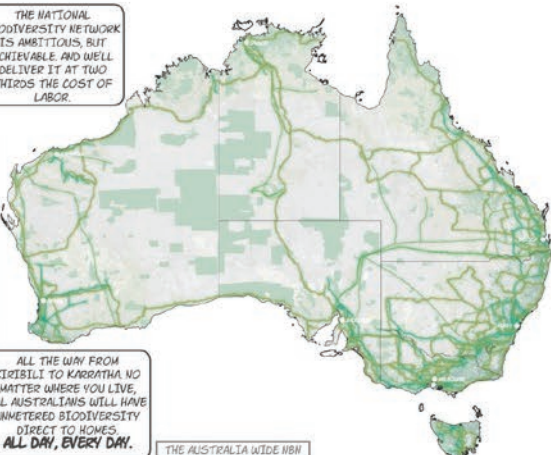 THE NATIONAL
ODIVERSITY NETWORK
IS AMBITIOUS, BUT
CHIEVABLE. AND WE'LL
DELIVER IT AT TWO
HIRDS THE COST OF
LABOR.
ALL THE WAY FROM
IRIBILI TO KARRATHA. NO
MATTER WHERE YOU LIVE,
L AUSTRALIANS WILL HAVE
NMETERED BIODIVERSITY
DIRECT TO HOMES.
ALL DAY, EVERY DAY.
THE AUSTRALIA WIDE NBN